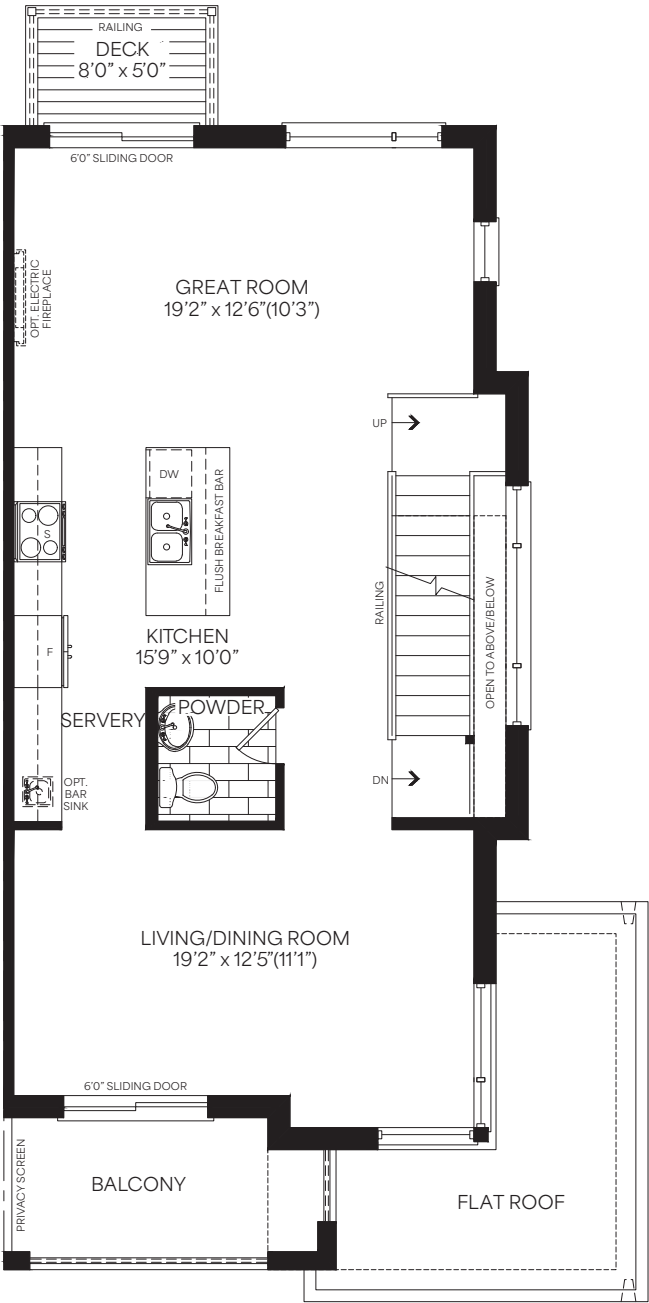 RAILING
DECK
8'0" x 5'0"
6'0" SLIDING DOOR
OPT. ELECTRIC
FIREPLACE
GREAT ROOM
19'2" x 12'6"(10'3")
UP
DW
S
FLUSH BREAKFAST BAR
RAILING
OPEN TO ABOVE/BELOW
KITCHEN
15'9" x 10'0"
F
SERVERY
POWDER
OPT.
BAR
SINK
DN
LIVING/DINING ROOM
19'2" x 12'5"(11'1")
6'0" SLIDING DOOR
PRIVACY SCREEN
BALCONY
FLAT ROOF